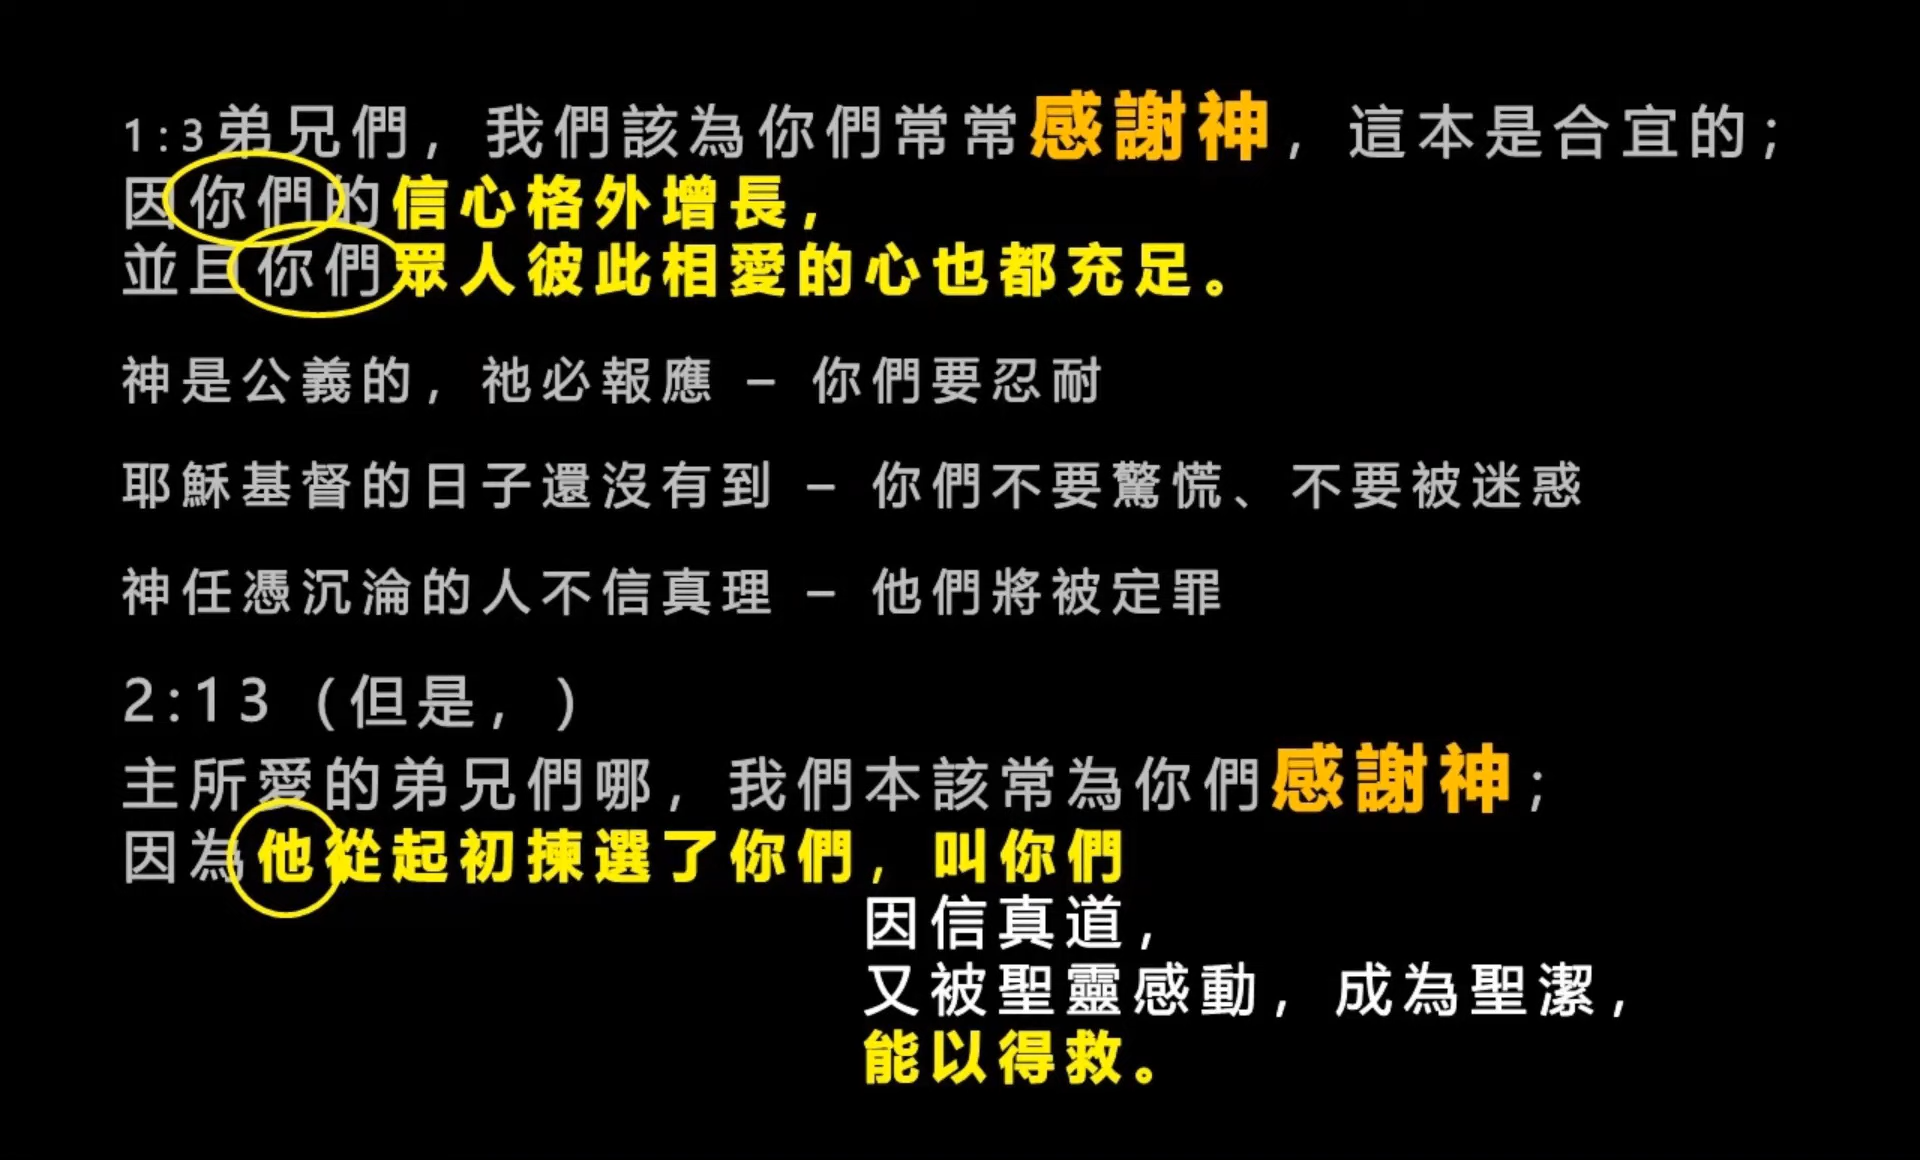 1:3弟兄們，我們該為你們常常感謝神，這本是合宜的；
因你們的信心格外增長，
並且你們眾人彼此相愛的心也都充足。
神是公義的，祂必報應 – 你們要忍耐
耶穌基督的日子還沒有到 – 你們不要驚慌、不要被迷惑
神任憑沉淪的人不信真理 – 他們將被定罪
2:13（但是，）
主所愛的弟兄們哪，我們本該常為你們感謝神；
因為他從起初揀選了你們，叫你們
因信真道，
又被聖靈感動，成為聖潔，
能以得救。